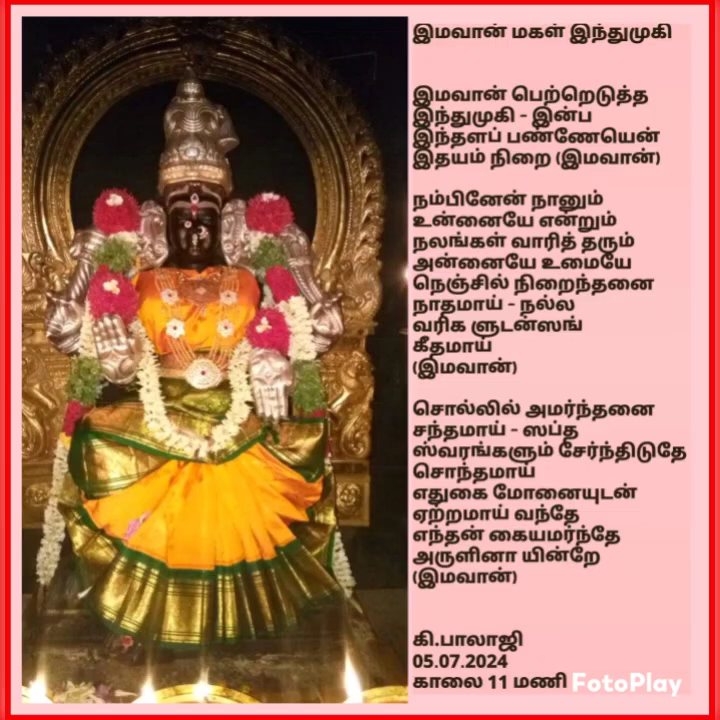 இமவான் மகள் இந்துமுகி
இமவான் பெற்றெடுத்த
இந்துமுகி - இன்ப
இந்தளப் பண்ணேயென்
இதயம் நிறை (இமவான்)
நம்பினேன் நானும்
உன்னையே என்றும்
நலங்கள் வாரித் தரும்
அன்னையே உமையே
நெஞ்சில் நிறைந்தனை
நாதமாய் - நல்ல
வரிக ளுடன்ஸங்
கீதமாய்
(இமவான்)
சொல்லில் அமர்ந்தனை
சந்தமாய் - ஸப்த
ஸ்வரங்களும் சேர்ந்திடுதே
சொந்தமாய்
எதுகை மோனையுடன்
ஏற்றமாய் வந்தே
எந்தன் கையமர்ந்தே
அருளினா யின்றே
(இமவான்)
கி.பாலாஜி
05.07.2024
காலை 11 மணி
FotoPlay